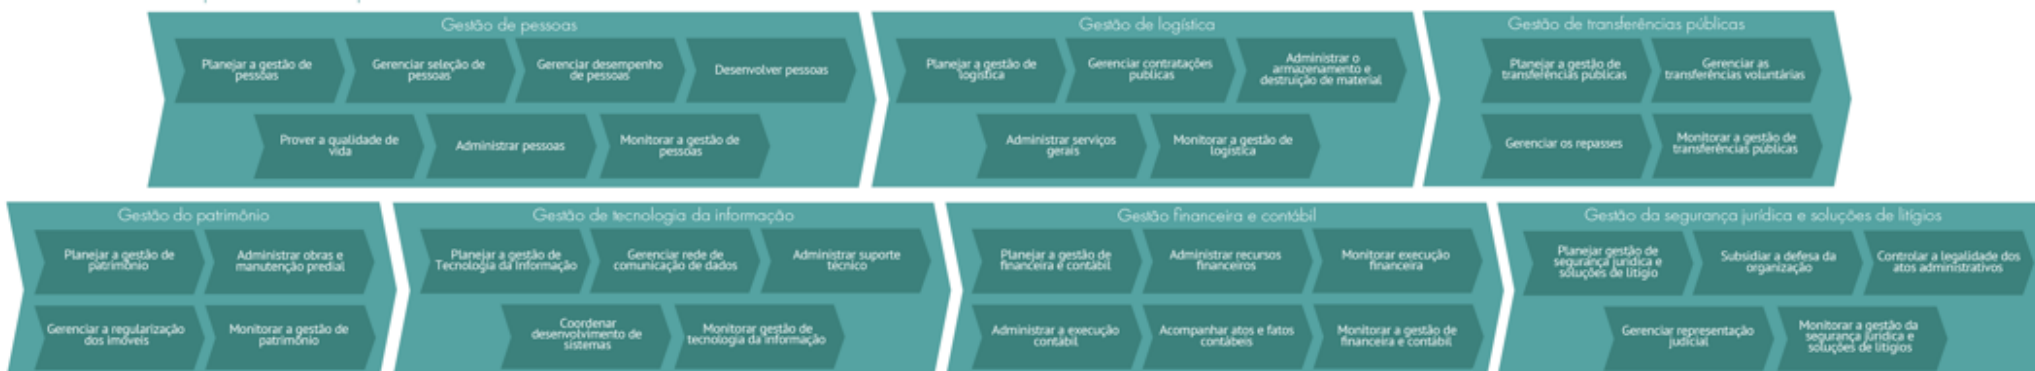 Gestão de pessoas
Planejar a gestão de
pessoas
Gerenciar seleção de
pessoas
Gerenciar desempenho
de pessoas
Desenvolver pessoas
Prover a qualidade de
vida
Administrar pessoas
Monitorar a gestão de
pessoas
Gestão de logística
Planejar a gestão de
logística
Gerenciar contratações
publicas
Administrar o
armazenamento e
destruição de material
Administrar serviços
gerais
Monitorar a gestão de
logística
Gestão de transferências públicas
Planejar a gestão de
transferências públicas
Gerenciar as
transferências voluntárias
Gerenciar os repasses
Monitorar a gestão de
transferências públicas
Gestão do patrimônio
Planejar a gestão de
patrimônio
Administrar obras e
manutenção predial
Gerenciar a regularização
dos imóveis
Monitorar a gestão de
patrimônio
Gestão de tecnologia da informação
Planejar a gestão de
Tecnologia da Informação
Gerenciar rede de
comunicação de dados
Administrar suporte
técnico
Coordenar
desenvolvimento de
sistemas
Monitorar gestão de
tecnologia da informação
Gestão financeira e contábil
Planejar a gestão de
financeira e contábil
Administrar recursos
financeiros
Monitorar execução
financeira
Administrar a execução
contábil
Acompanhar atos e fatos
contábeis
Monitorar a gestão de
financeira e contábil
Gestão da segurança jurídica e soluções de litígios
Planejar gestão de
segurança jurídica e
soluções de litígio
Subsidiar a defesa da
organização
Controlar a legalidade dos
atos administrativos
Gerenciar representação
judicial
Monitorar a gestão da
segurança jurídica e
soluções de litígios